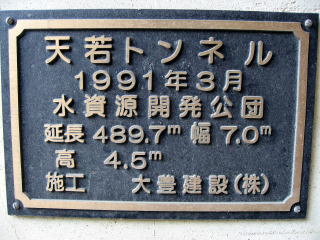 天若トンネル
1991年3月
水資源開発公団
延長 489.7m 幅 7.0m
高 4.5m
施工 大豊建設(株)